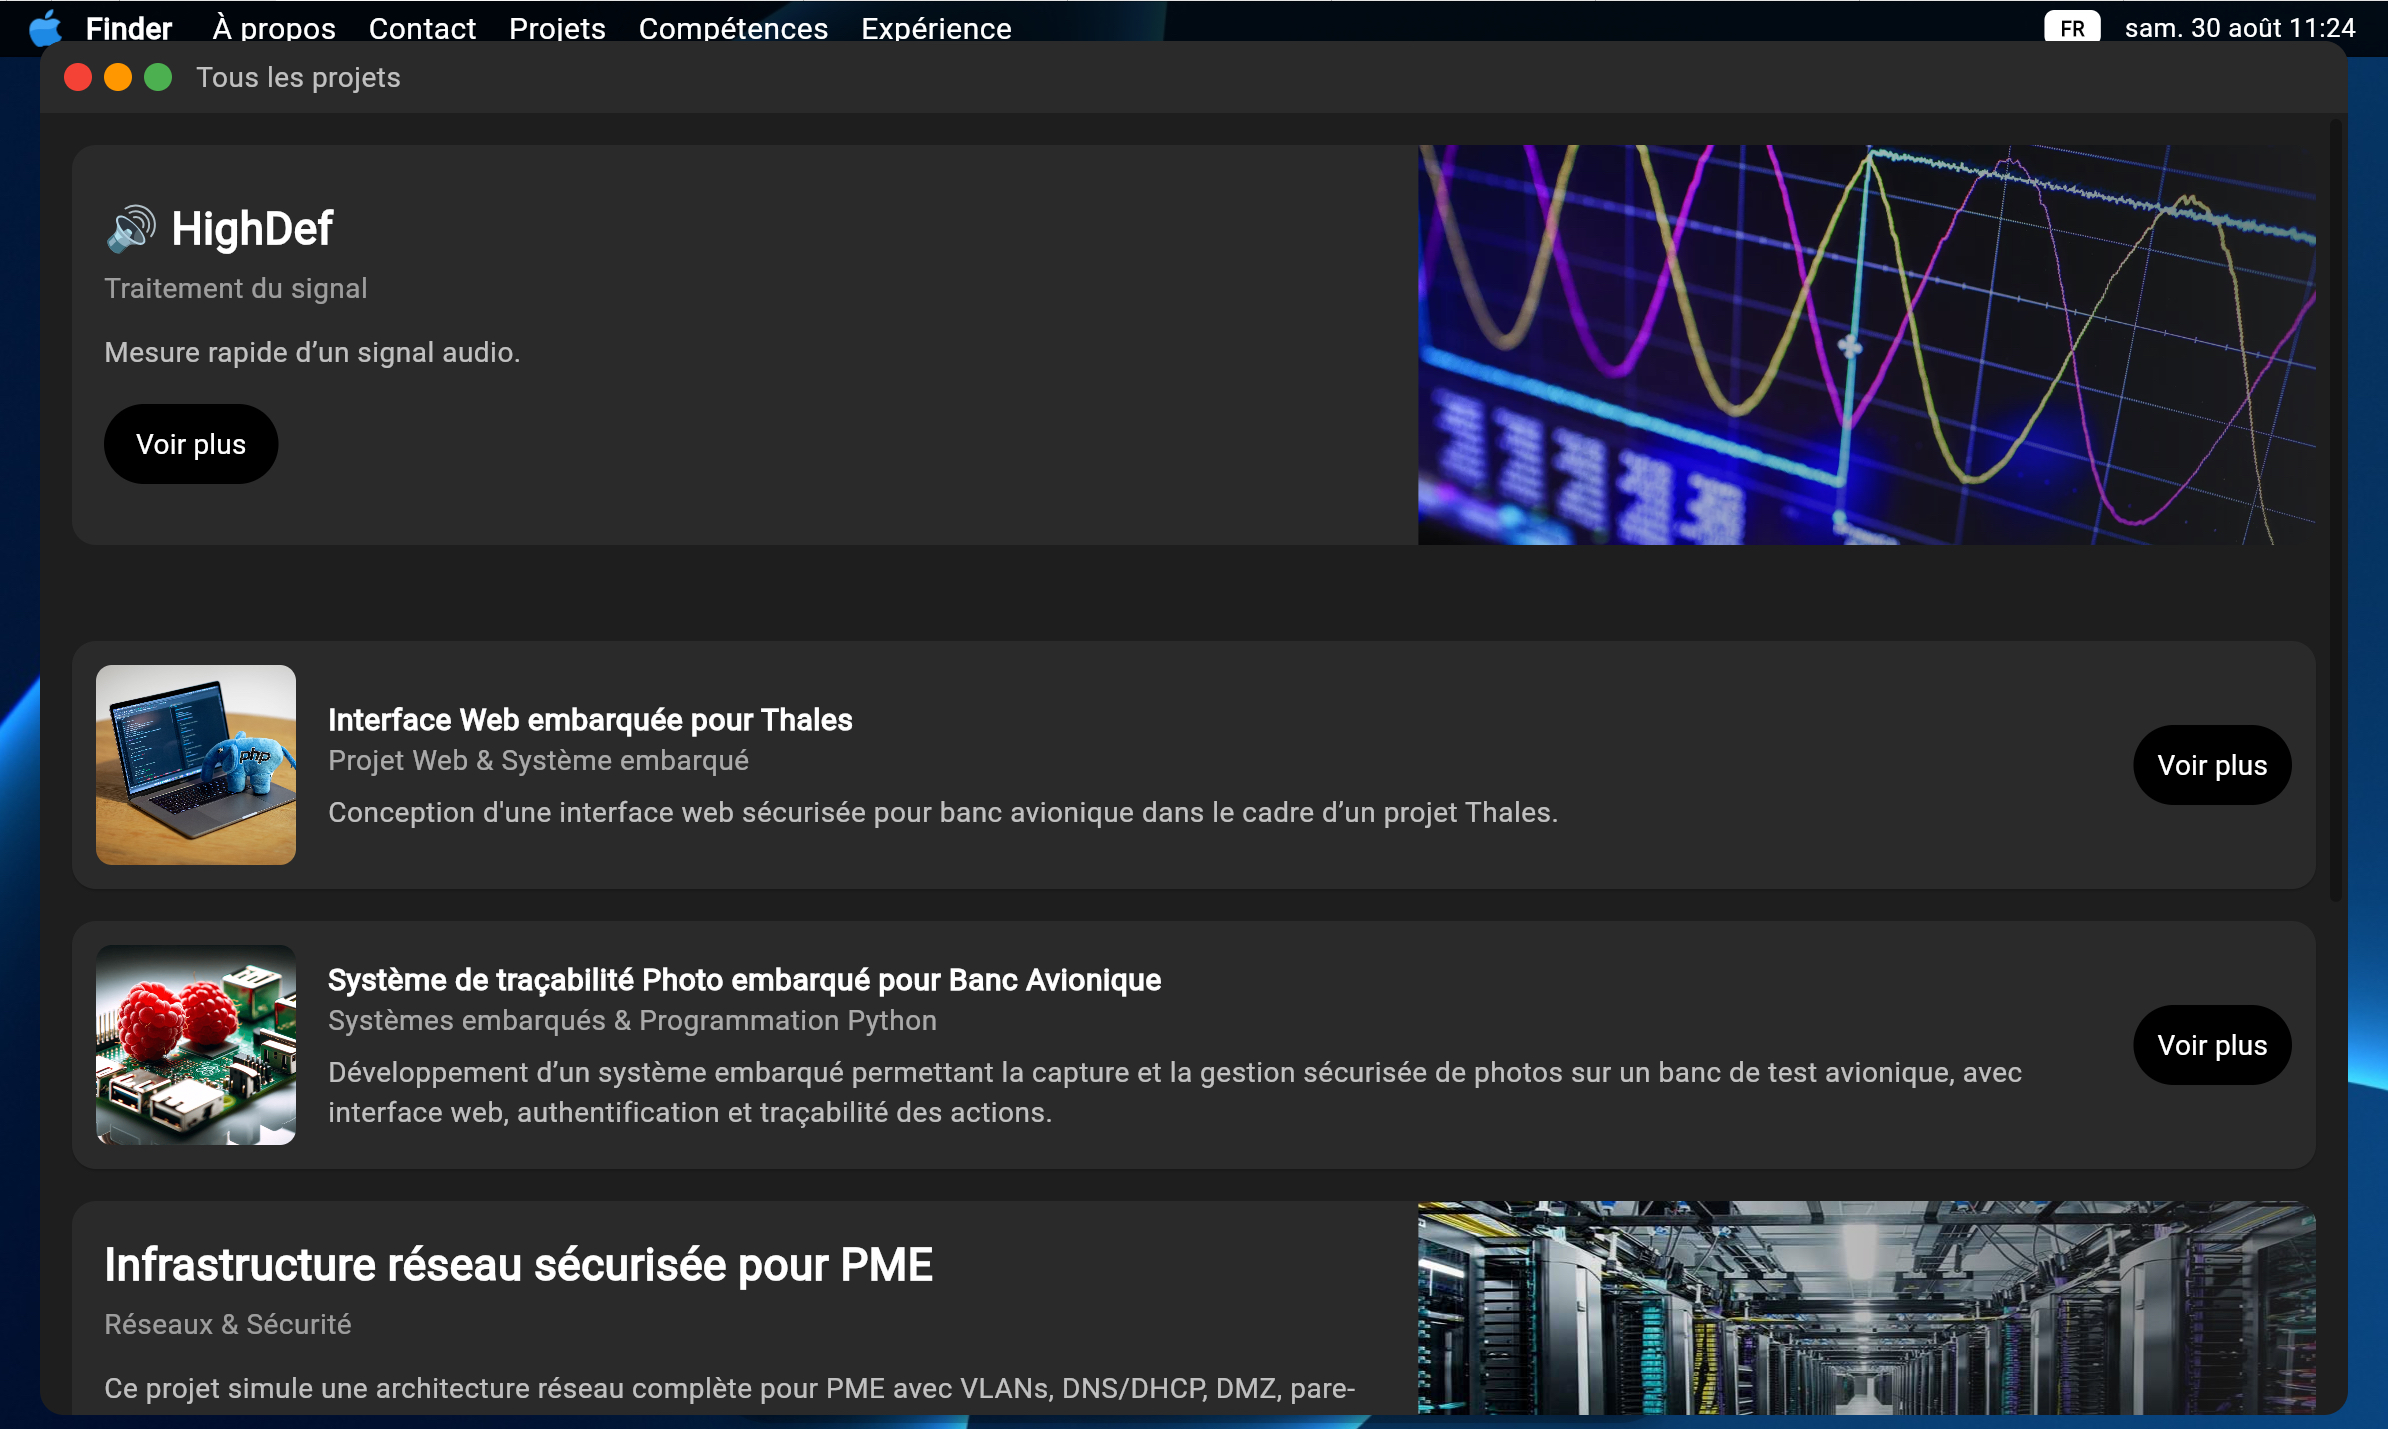 Finder À propos Contact Projets Compétences Expérience FR sam. 30 août 11:24
Tous les projets
HighDef
Traitement du signal
Mesure rapide d’un signal audio.
Voir plus
php
Interface Web embarquée pour Thales
Projet Web & Système embarqué
Conception d'une interface web sécurisée pour banc avionique dans le cadre d’un projet Thales.
Voir plus
Système de traçabilité Photo embarqué pour Banc Avionique
Systèmes embarqués & Programmation Python
Développement d’un système embarqué permettant la capture et la gestion sécurisée de photos sur un banc de test avionique, avec
interface web, authentification et traçabilité des actions.
Voir plus
Infrastructure réseau sécurisée pour PME
Réseaux & Sécurité
Ce projet simule une architecture réseau complète pour PME avec VLANs, DNS/DHCP, DMZ, pare-